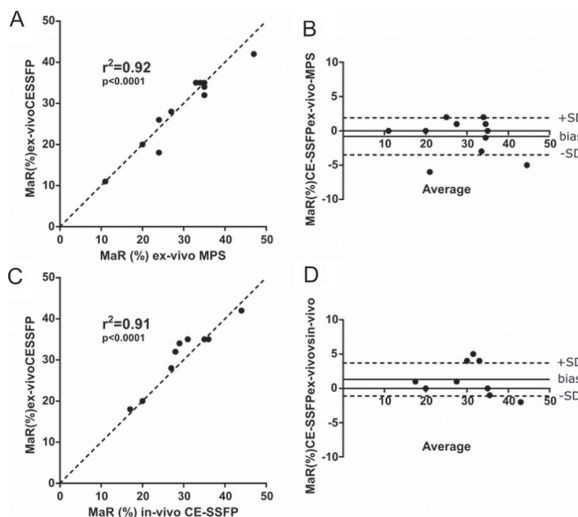 A
MaR(%)ex-vivoCESSFP
50
40
30
20
10
0
r²=0.92
p<0.0001
0 10 20 30 40 50
MaR (%) ex-vivo MPS
B
MaR(%)CE-SSFPex-vivo-MPS
10
5
0
-5
-10
10 20 30 40 50
+SD
bias
-SD
Average
C
MaR(%)ex-vivoCESSFP
50
40
30
20
10
0
r²=0.91
p<0.0001
0 10 20 30 40 50
MaR (%) in-vivo CE-SSFP
D
MaR(%)CE-SSFPex-vivovsin-vivo
10
5
0
-5
-10
10 20 30 40 50
+SD
bias
-SD
Average